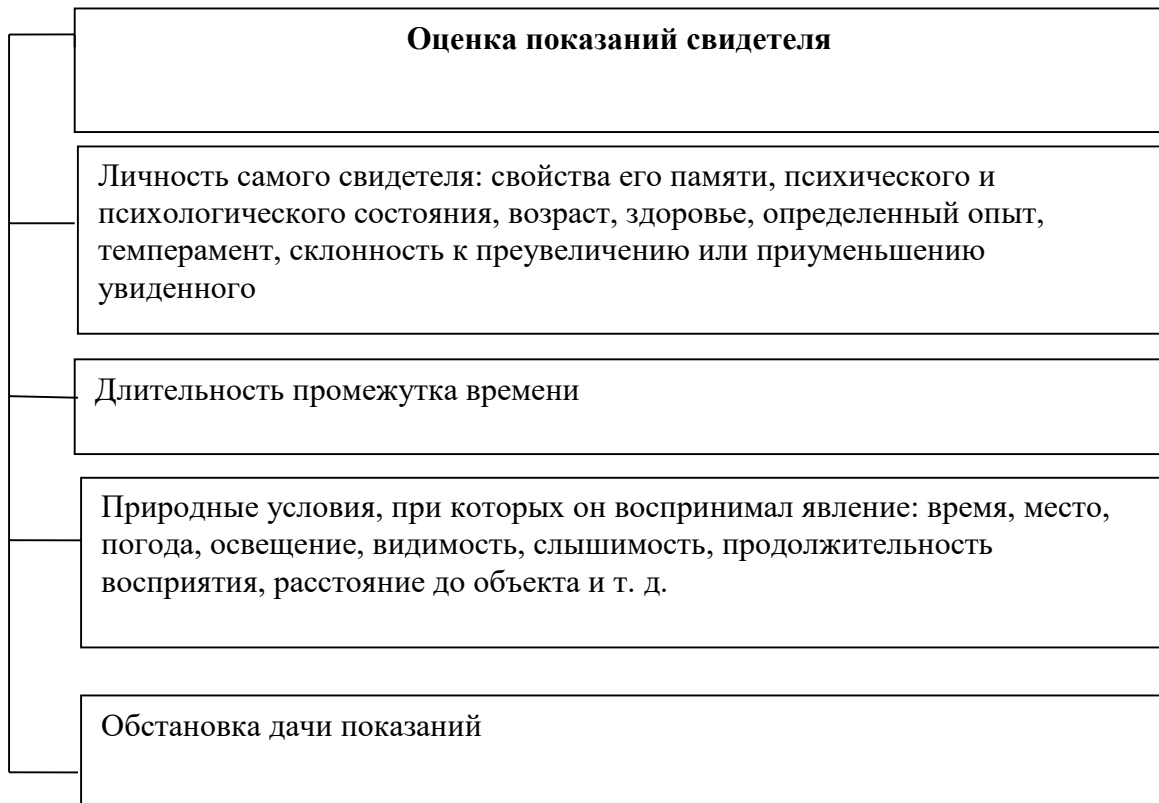 Оценка показаний свидетеля
Личность самого свидетеля: свойства его памяти, психического и
психологического состояния, возраст, здоровье, определенный опыт,
темперамент, склонность к преувеличению или приуменьшению
увиденного
Длительность промежутка времени
Природные условия, при которых он воспринимал явление: время, место,
погода, освещение, видимость, слышимость, продолжительность
восприятия, расстояние до объекта и т. д.
Обстановка дачи показаний